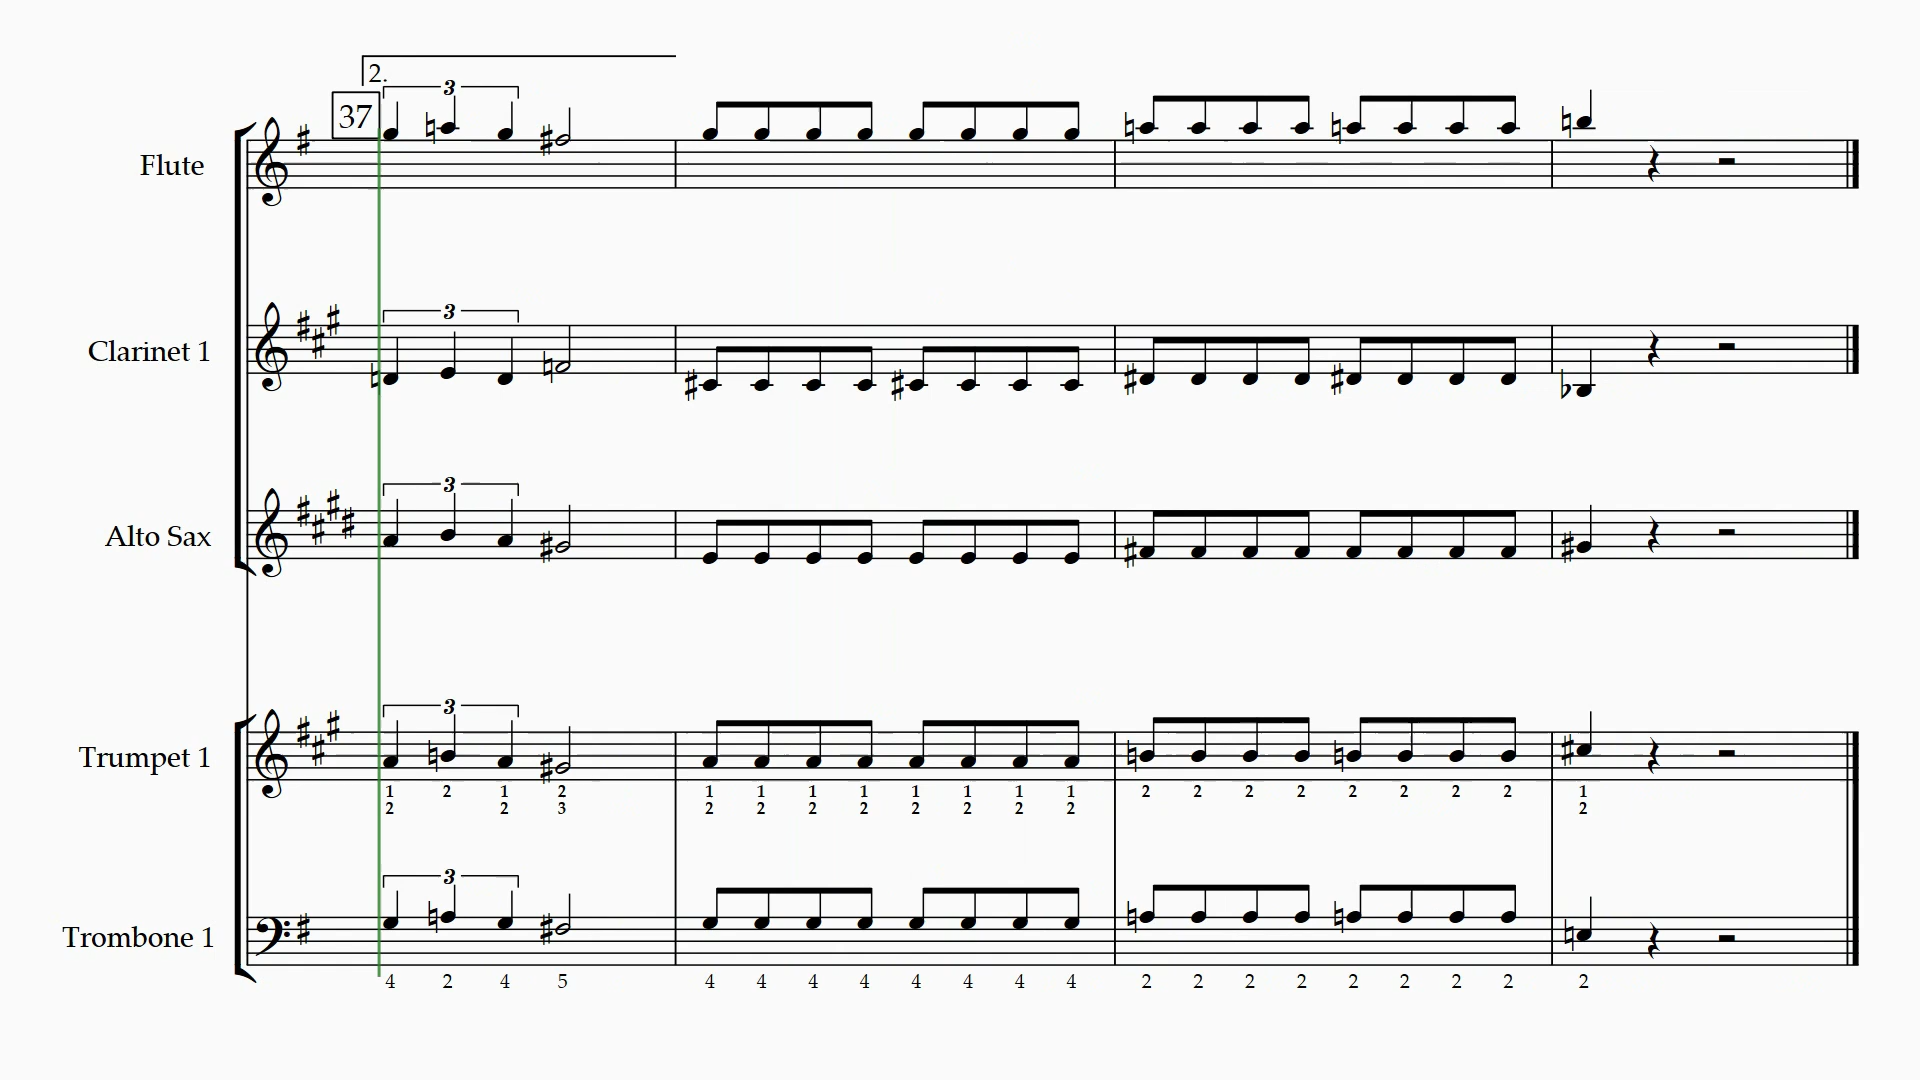 2.
3
37
Flute
3
Clarinet 1
3
Alto Sax
3
Trumpet 1
1 2 1 2 1 1 1 1 1 1 1 1 2 2 2 2 2 2 2 2 1
2 2 3 2 2 2 2 2 2 2 2 2
3
Trombone 1
4 2 4 5 4 4 4 4 4 4 4 4 2 2 2 2 2 2 2 2 2